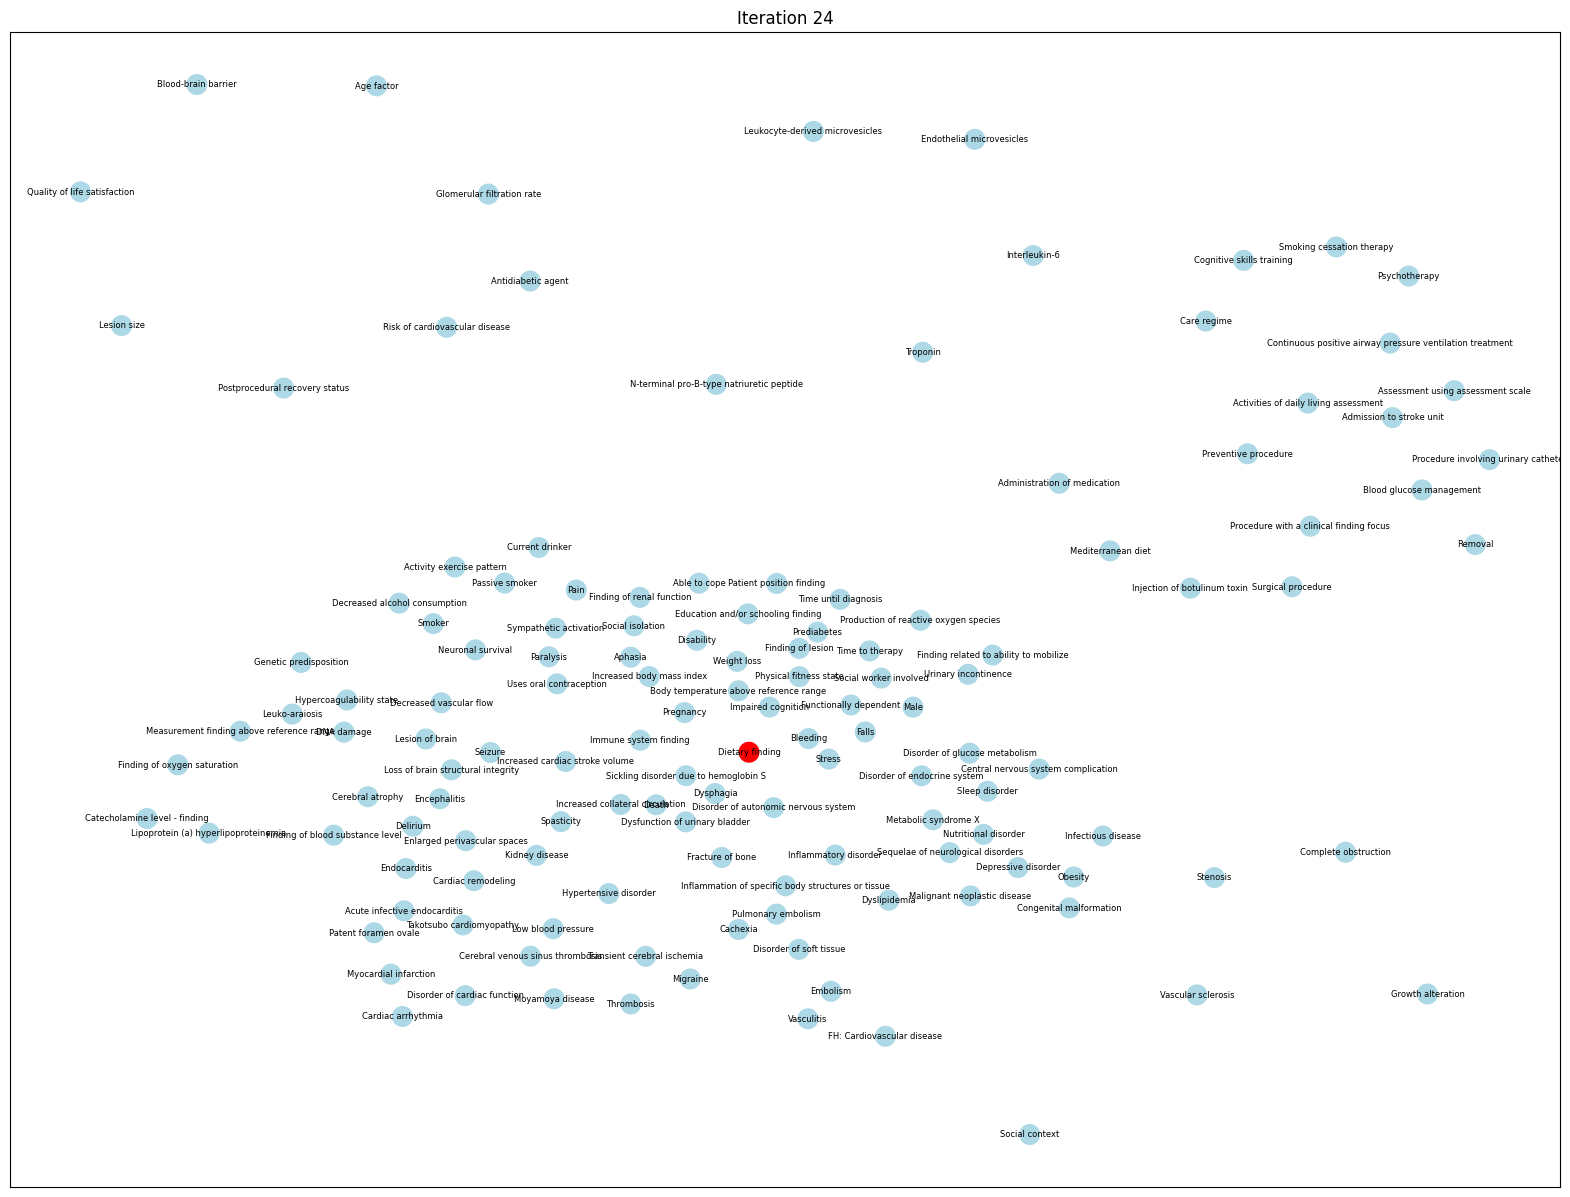 Iteration 24
Blood-brain barrier
Age factor
Leukocyte-derived microvesicles
Endothelial microvesicles
Quality of life satisfaction
Glomerular filtration rate
Smoking cessation therapy
Interleukin-6
Cognitive skills training
Psychotherapy
Antidiabetic agent
Care regime
Lesion size
Risk of cardiovascular disease
Continuous positive airway pressure ventilation treatment
Troponin
N-terminal pro-B-type natriuretic peptide
Postprocedural recovery status
Assessment using assessment scale
Activities of daily living assessment
Admission to stroke unit
Preventive procedure
Procedure involving urinary cathete
Administration of medication
Blood glucose management
Procedure with a clinical finding focus
Removal
Current drinker
Mediterranean diet
Activity exercise pattern
Passive smoker
Able to cope
Patient position finding
Injection of botulinum toxin
Surgical procedure
Pain
Finding of renal function
Time until diagnosis
Decreased alcohol consumption
Education and/or schooling finding
Production of reactive oxygen species
Smoker
Sympathetic activation
Social isolation
Prediabetes
Disability
Neuronal survival
Finding of lesion
Time to therapy
Finding related to ability to mobilize
Paralysis
Aphasia
Genetic predisposition
Weight loss
Urinary incontinence
Increased body mass index
Physical fitness state
Social worker involved
Uses oral contraception
Body temperature above reference range
Hypercoagulability state
Decreased vascular flow
Functionally dependent
Impaired cognition
Male
Leuko-araiosis
Pregnancy
Measurement finding above reference range
DNA damage
Falls
Lesion of brain
Immune system finding
Bleeding
Seizure
Dietary finding
Disorder of glucose metabolism
Stress
Increased cardiac stroke volume
Finding of oxygen saturation
Loss of brain structural integrity
Central nervous system complication
Sickling disorder due to hemoglobin S
Disorder of endocrine system
Sleep disorder
Cerebral atrophy
Encephalitis
Dysphagia
Increased collateral circulation
Death
Disorder of autonomic nervous system
Catecholamine level - finding
Spasticity
Dysfunction of urinary bladder
Metabolic syndrome X
Delirium
Lipoprotein (a) hyperlipoproteinemia
Finding of blood substance level
Nutritional disorder
Infectious disease
Enlarged perivascular spaces
Sequelae of neurological disorders
Complete obstruction
Kidney disease
Fracture of bone
Inflammatory disorder
Endocarditis
Depressive disorder
Obesity
Stenosis
Cardiac remodeling
Inflammation of specific body structures or tissue
Hypertensive disorder
Malignant neoplastic disease
Dyslipidemia
Congenital malformation
Acute infective endocarditis
Pulmonary embolism
Takotsubo cardiomyopathy
Low blood pressure
Cachexia
Patent foramen ovale
Disorder of soft tissue
Cerebral venous sinus thrombosis
Transient cerebral ischemia
Myocardial infarction
Migraine
Embolism
Disorder of cardiac function
Moyamoya disease
Thrombosis
Vascular sclerosis
Growth alteration
Cardiac arrhythmia
Vasculitis
FH: Cardiovascular disease
Social context